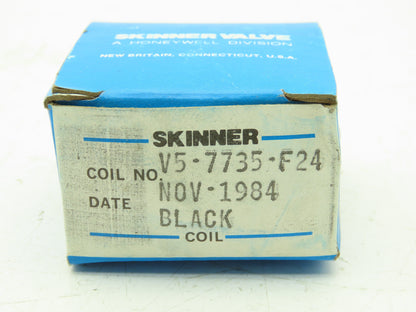 SKINNER VALVE
A HONEYWELL DIVISION
NEW BRITAIN, CONNECTICUT, U.S.A.
SKINNER
COIL NO. V5-7735-F24
DATE NOV-1984
BLACK
COIL